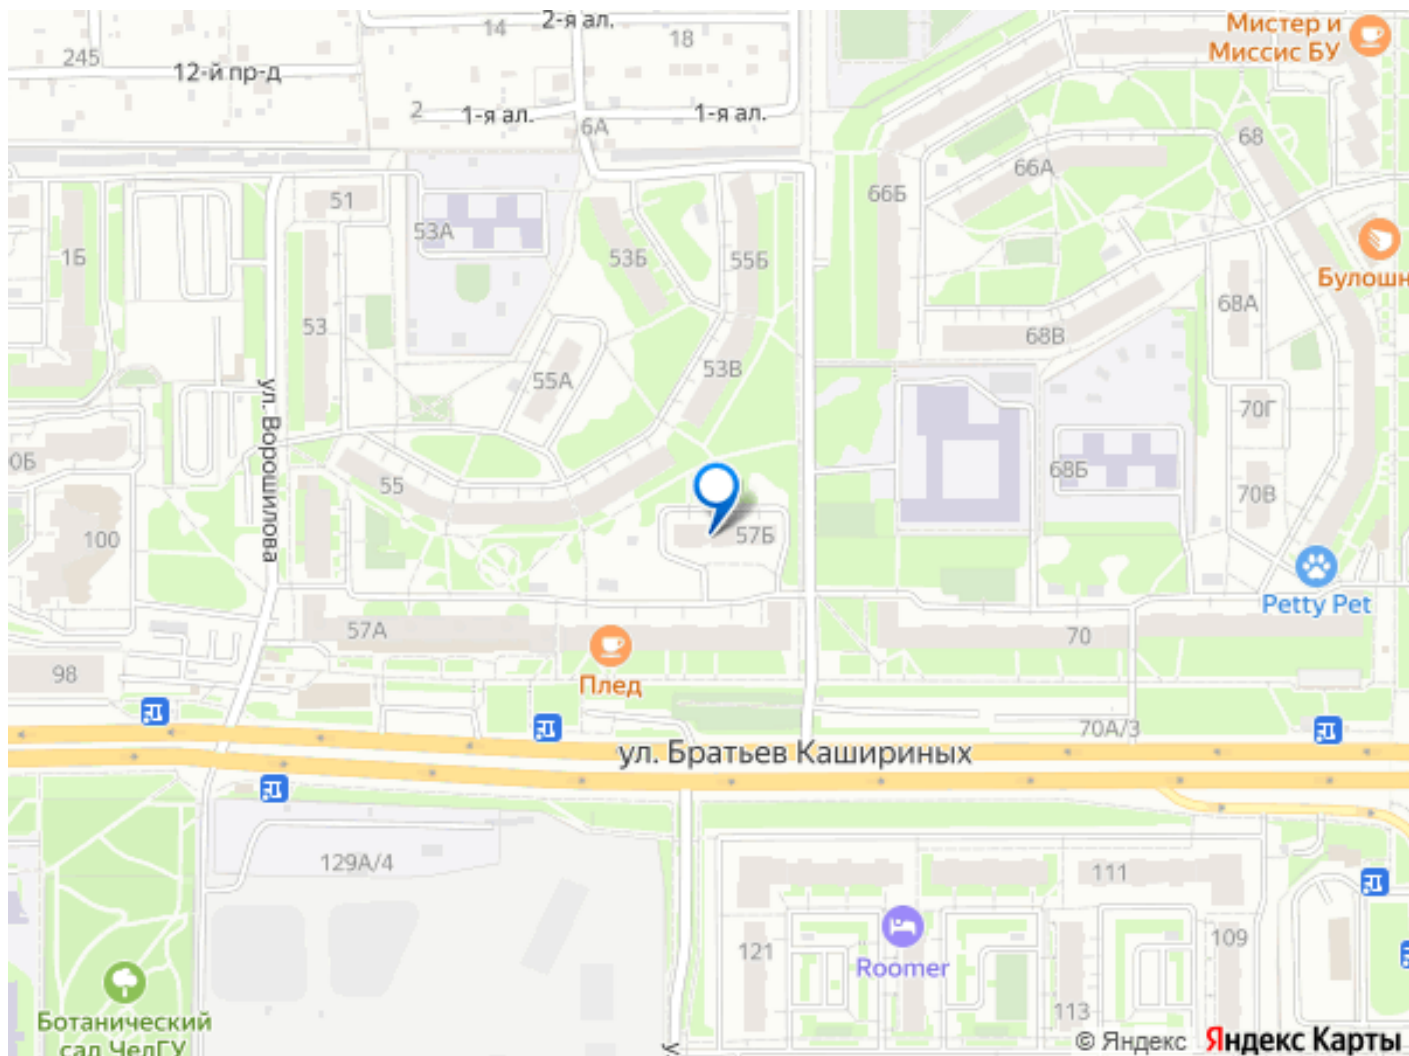 2-я ал.
Мистер и
Миссис БУ
14
18
245
12-й пр-д
2
1-я ал.
1-я ал.
6А
68
66А
66Б
51
53А
1Б
53Б
55Б
Булошн
68А
53
68В
55А
53В
70Г
ул. Ворошилова
0Б
68Б
55
70В
100
57Б
Petty Pet
57А
70
98
Плед
70А/3
ул. Братьев Кашириных
129А/4
111
121
109
Roomer
113
Ботанический
сад ЧелГУ
У
© Яндекс Яндекс Карты